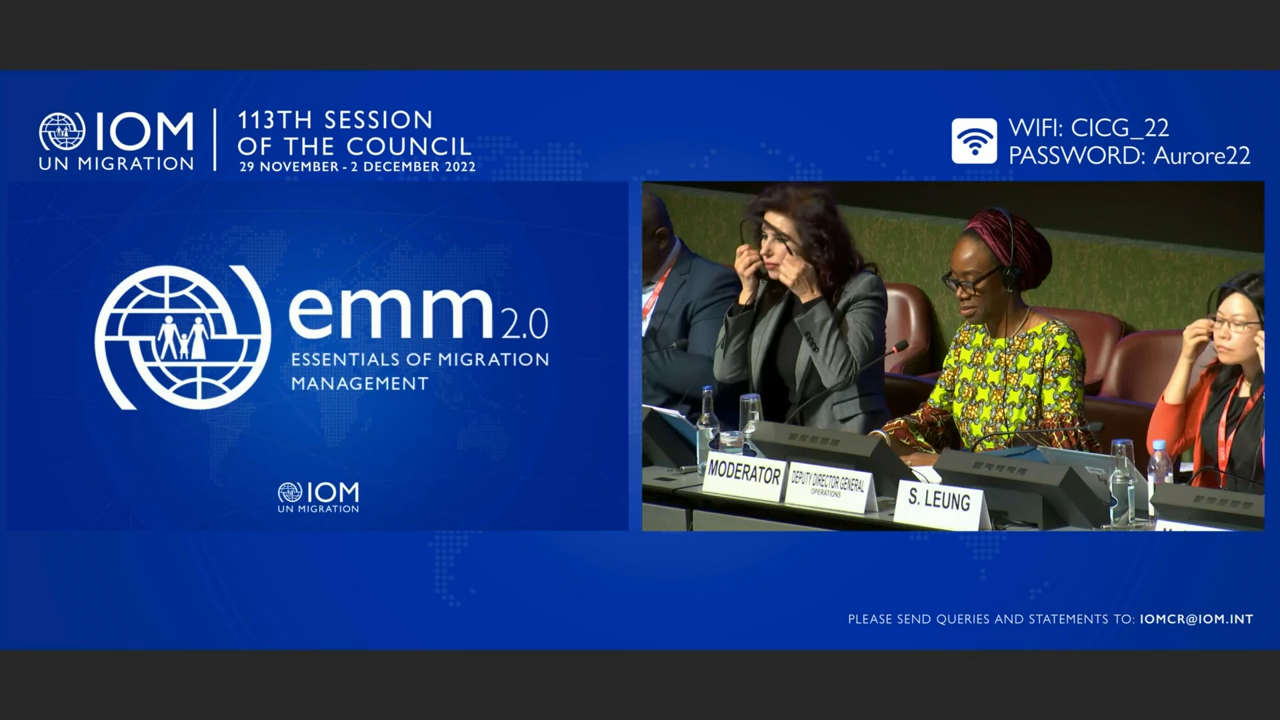 IOM
UN MIGRATION
113TH SESSION
OF THE COUNCIL
29 NOVEMBER - 2 DECEMBER 2022
WIFI: CICG_22
PASSWORD: Aurore22
emm 2.0
ESSENTIALS OF MIGRATION
MANAGEMENT
IOM
UN MIGRATION
MODERATOR
DEPUTY DIRECTOR GENERAL
OPERATIONS
S. LEUNG
PLEASE SEND QUERIES AND STATEMENTS TO: IOMCR@IOM.INT